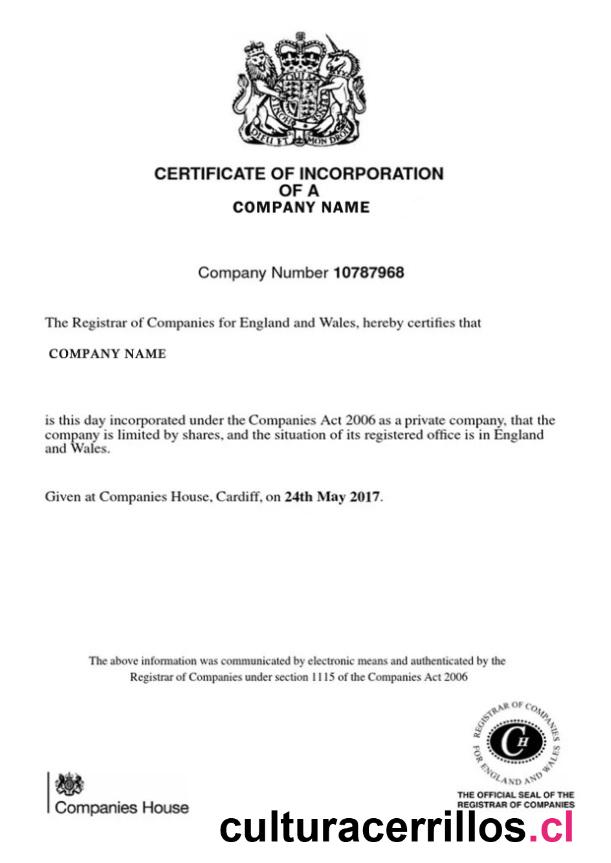 CERTIFICATE OF INCORPORATION
OF A
COMPANY NAME
Company Number 10787968
The Registrar of Companies for England and Wales, hereby certifies that
COMPANY NAME
is this day incorporated under the Companies Act 2006 as a private company, that the
company is limited by shares, and the situation of its registered office is in England
and Wales.
Given at Companies House, Cardiff, on 24th May 2017.
The above information was communicated by electronic means and authenticated by the
Registrar of Companies under section 1115 of the Companies Act 2006
REGISTRAR OF COMPANIES
FOR ENGLAND AND WALES
CH
THE OFFICIAL SEAL OF THE
REGISTRAR OF COMPANIES
Companies House
culturacerrillos.cl